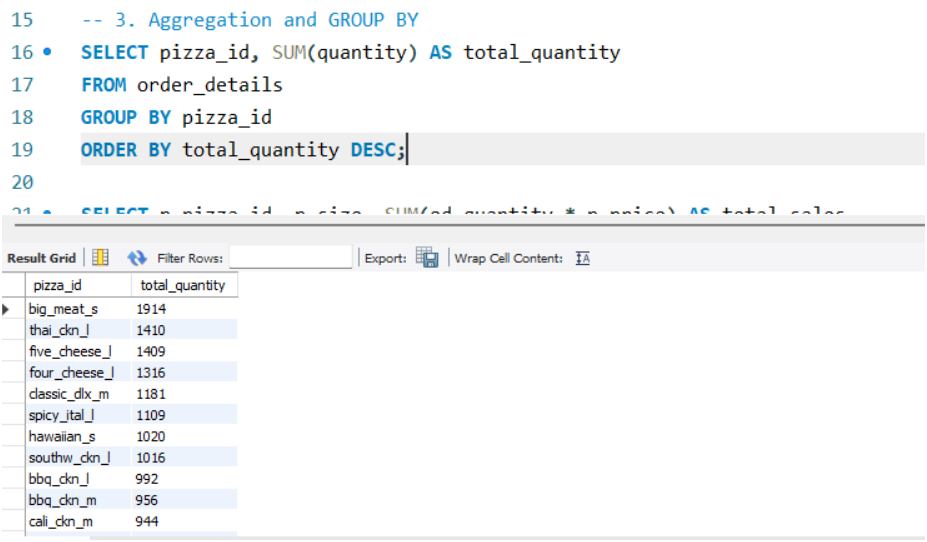 15 -- 3. Aggregation and GROUP BY
16 SELECT pizza_id, SUM(quantity) AS total_quantity
17 FROM order_details
18 GROUP BY pizza_id
19 ORDER BY total_quantity DESC;
20
21 SELECT p.pizza_id, p.size, SUM(od.quantity * p.price) AS total_sales
Result Grid Filter Rows: Export: Wrap Cell Content: IA
pizza_id total_quantity
big_meat_s 1914
thai_ckn_l 1410
five_cheese_l 1409
four_cheese_l 1316
classic_dlx_m 1181
spicy_ital_l 1109
hawaiian_s 1020
southw_ckn_l 1016
bbq_ckn_l 992
bbq_ckn_m 956
cali_ckn_m 944